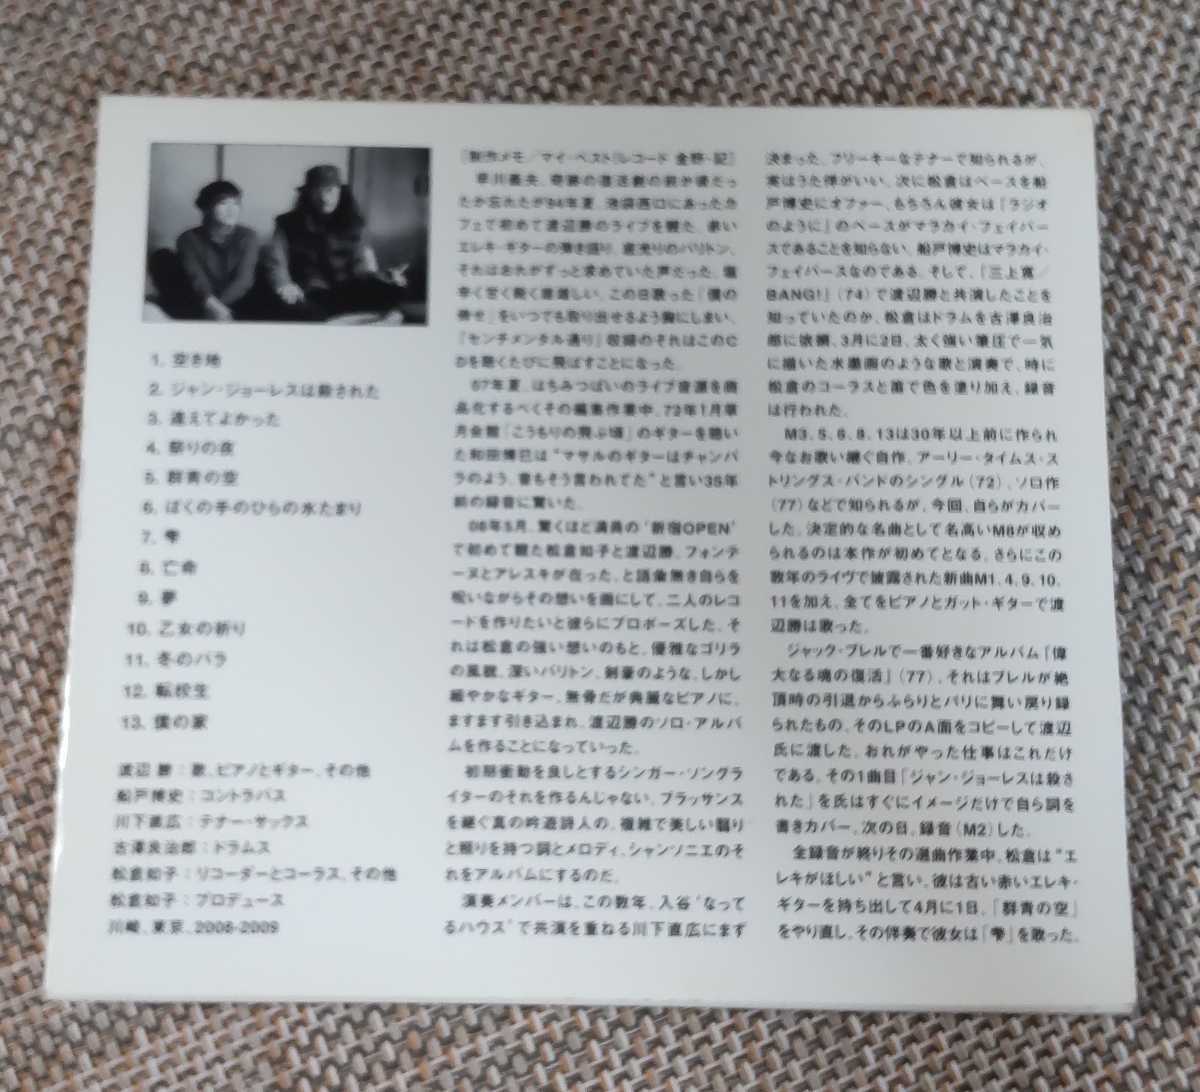 1. 空き地
2. ジャン・ジョーレスは殺された
3. 逢えてよかった
4. 祭りの夜
5. 群青の空
6. ぼくの手のひらの水たまり
7. 雫
8. 亡命
9. 夢
10. 乙女の祈り
11. 冬のバラ
12. 転校生
13. 僕の家
渡辺 勝：歌、ピアノとギター、その他
船戸博史：コントラバス
川下直広：テナー・サックス
古澤良治郎：ドラムス
松倉如子：リコーダーとコーラス、その他
松倉如子：プロデュース
川崎、東京、2008-2009
［制作メモ／マイ・ベスト！レコード 金野・記］
早川義夫、奇跡の復活劇の前か後だっ
たか忘れたが94年夏、池袋西口にあったカ
フェで初めて渡辺勝のライブを観た。赤い
エレキ・ギターの弾き語り、底光りのバリトン、
それはおれがずっと求めていた声だった。塩
辛く甘く鋭く雄雄しい、この日歌った「僕の
倖せ」をいつでも取り出せるよう胸にしまい、
『センチメンタル通り』収録のそれはこのC
Dを聴くたびに飛ばすことになった。
07年夏、はちみつぱいのライブ音源を商
品化するべくその編集作業中、72年1月草
月会館「こうもりの飛ぶ頃」のギターを聴い
た和田博巳は“マサルのギターはチャンバ
ラのよう、昔もそう言われてた”と言い35年
前の録音に驚いた。
08年5月、驚くほど満員の‘新宿OPEN’
で初めて観た松倉如子と渡辺勝。フォンテ
ーヌとアレスキが在った、と語彙無き自らを
呪いながらその想いを画にして、二人のレコ
ードを作りたいと彼らにプロポーズした。そ
れは松倉の強い想いのもと、優雅なゴリラ
の風貌、深いバリトン、剣豪のような、しかし
細やかなギター、無骨だが典麗なピアノに、
ますます引き込まれ、渡辺勝のソロ・アルバ
ムを作ることになっていった。
初期衝動を良しとするシンガー・ソングラ
イターのそれを作るんじゃない、ブラッサンス
を継ぐ真の吟遊詩人の、複雑で美しい翳り
と照りを持つ詞とメロディ、シャンソニエのそ
れをアルバムにするのだ。
演奏メンバーは、この数年、入谷‘なって
るハウス’で共演を重ねる川下直広にまず
決まった。フリーキーなテナーで知られるが、
実はうた伴がいい。次に松倉はベースを船
戸博史にオファー、もちろん彼女は『ラジオ
のように』のベースがマラカイ・フェイバー
スであることを知らない、船戸博史はマラカイ・
フェイバースなのである。そして、『三上寛／
BANG!』（74）で渡辺勝と共演したことを
知っていたのか、松倉はドラムを古澤良治
郎に依頼、3月に2日、太く強い筆圧で一気
に描いた水墨画のような歌と演奏で、時に
松倉のコーラスと笛で色を塗り加え、録音
は行われた。
M3、5、6、8、13は30年以上前に作られ
今なお歌い継ぐ自作、アーリー・タイムス・ス
トリングス・バンドのシングル（72）、ソロ作
（77）などで知られるが、今回、自らがカバー
した。決定的な名曲として名高いM8が収め
られるのは本作が初めてとなる。さらにこの
数年のライヴで披露された新曲M1、4、9、10、
11を加え、全てをピアノとガット・ギターで渡
辺勝は歌った。
ジャック・ブレルで一番好きなアルバム『偉
大なる魂の復活』（77）、それはブレルが絶
頂時の引退からふらりとパリに舞い戻り録
られたもの、そのLPのA面をコピーして渡辺
氏に渡した。おれがやった仕事はこれだけ
である。その1曲目「ジャン・ジョーレスは殺さ
れた」を氏はすぐにイメージだけで自ら詞を
書きカバー、次の日、録音（M2）した。
全録音が終りその選曲作業中、松倉は“エ
レキがほしい”と言い、彼は古い赤いエレキ・
ギターを持ち出して4月に1日、「群青の空」
をやり直し、その伴奏で彼女は「雫」を歌った。